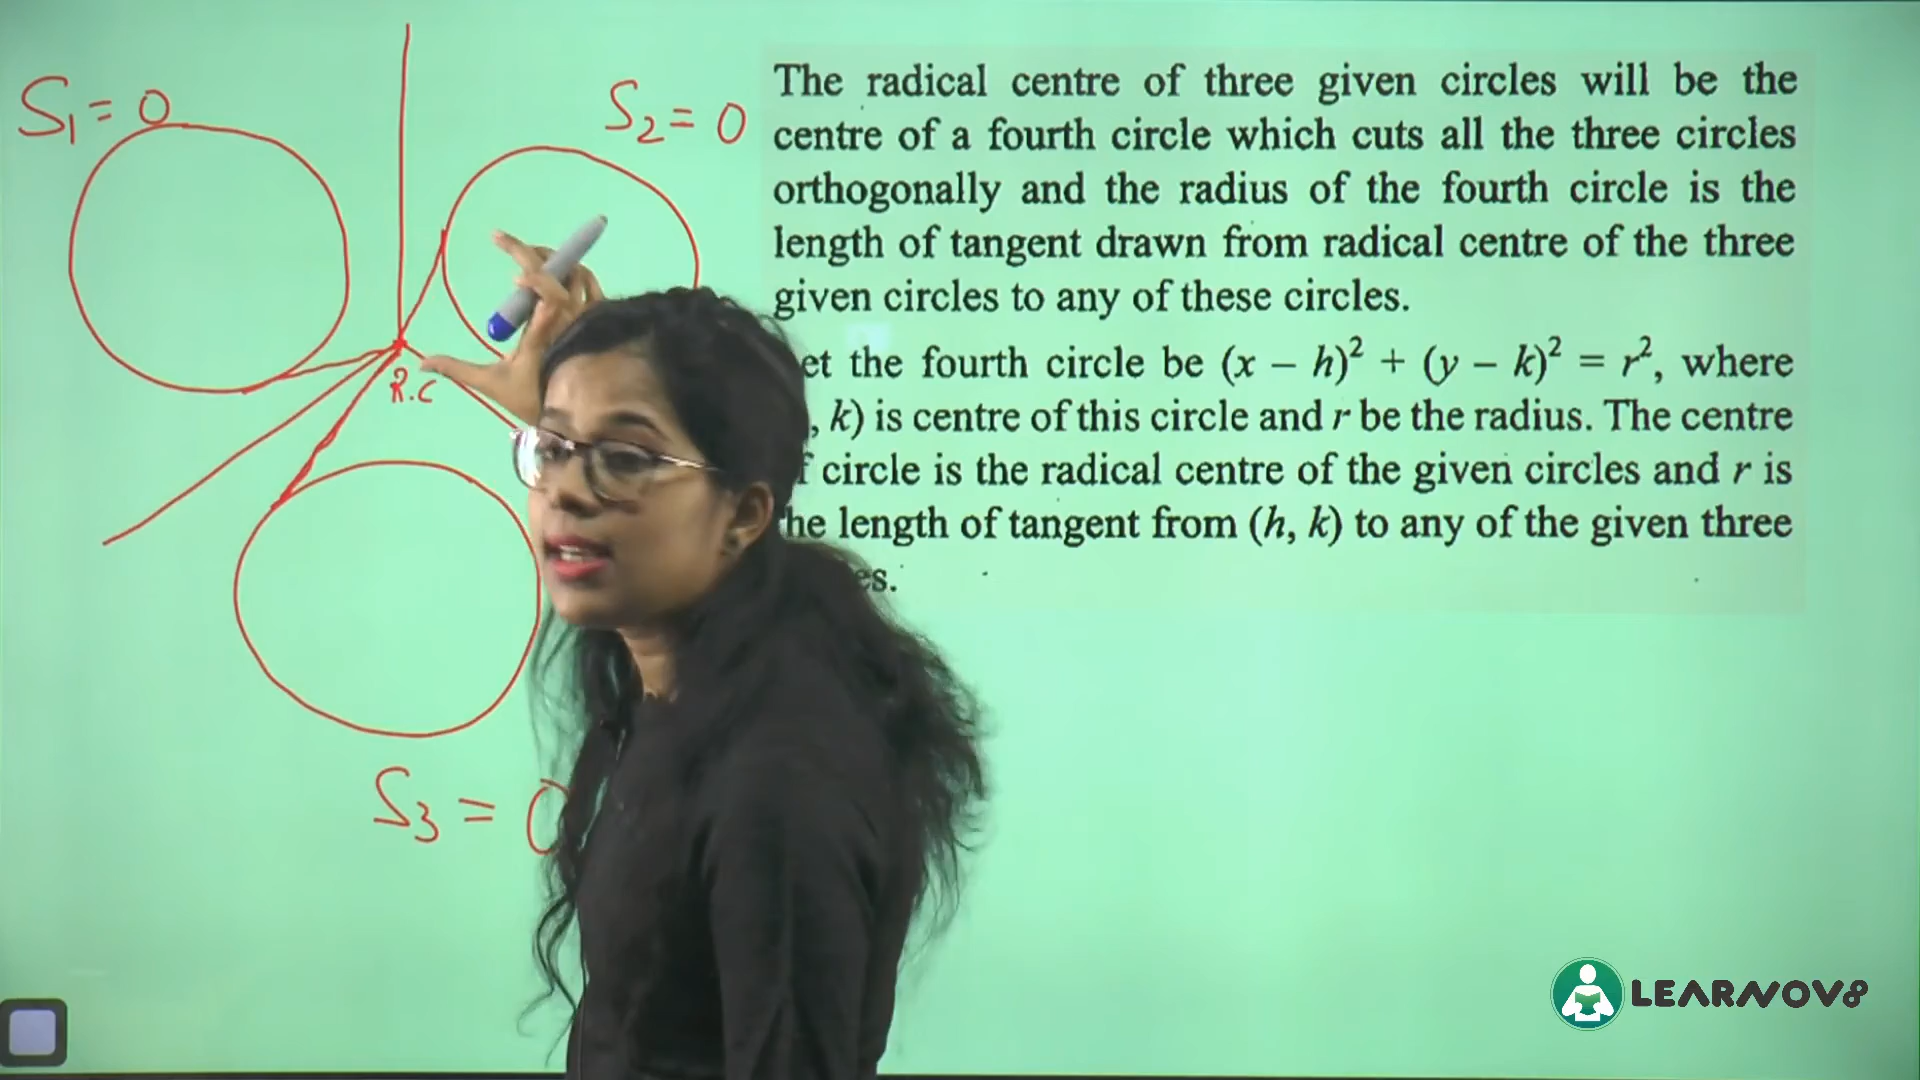 S₁ = 0
S₂ = 0
The radical centre of three given circles will be the
centre of a fourth circle which cuts all the three circles
orthogonally and the radius of the fourth circle is the
length of tangent drawn from radical centre of the three
given circles to any of these circles.
et the fourth circle be (x – h)² + (y – k)² = r², where
, k) is centre of this circle and r be the radius. The centre
circle is the radical centre of the given circles and r is
he length of tangent from (h, k) to any of the given three
es.
R.C
S₃ = 0
LEARNOV8